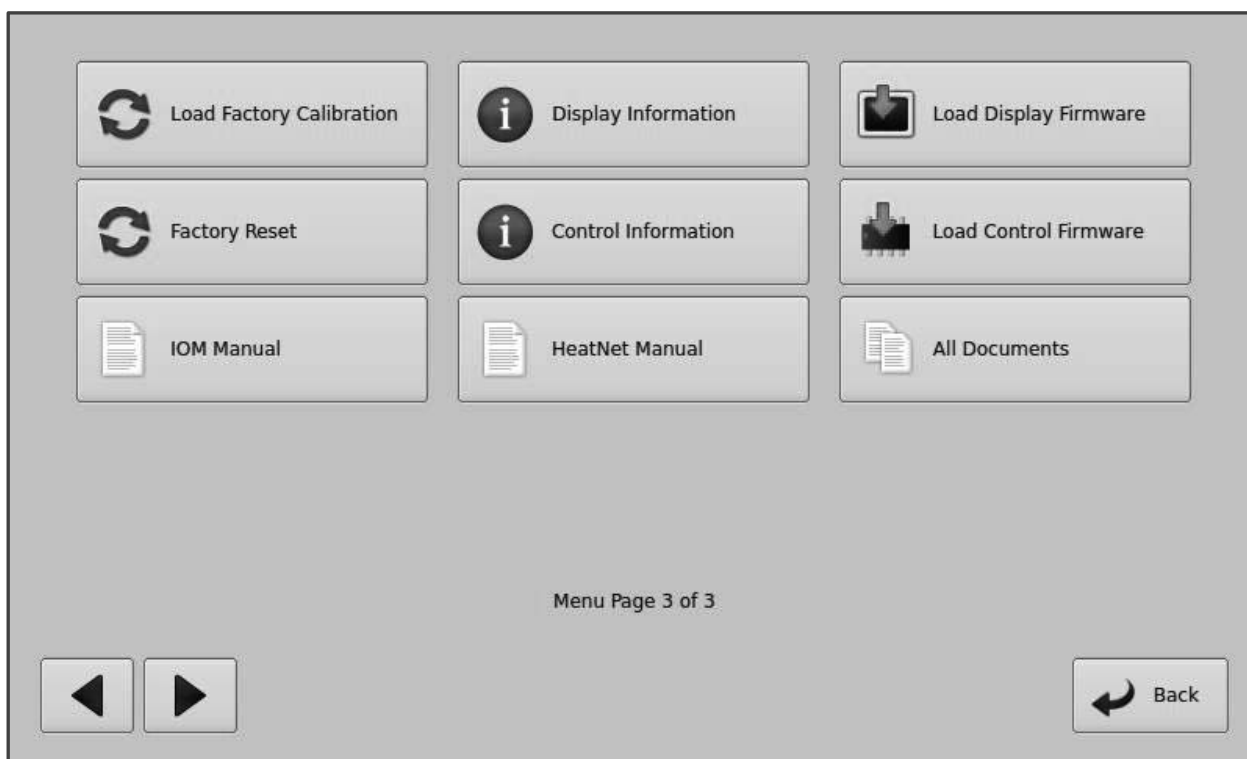 Load Factory Calibration
Display Information
Load Display Firmware
Factory Reset
Control Information
Load Control Firmware
IOM Manual
HeatNet Manual
All Documents
Menu Page 3 of 3
Back